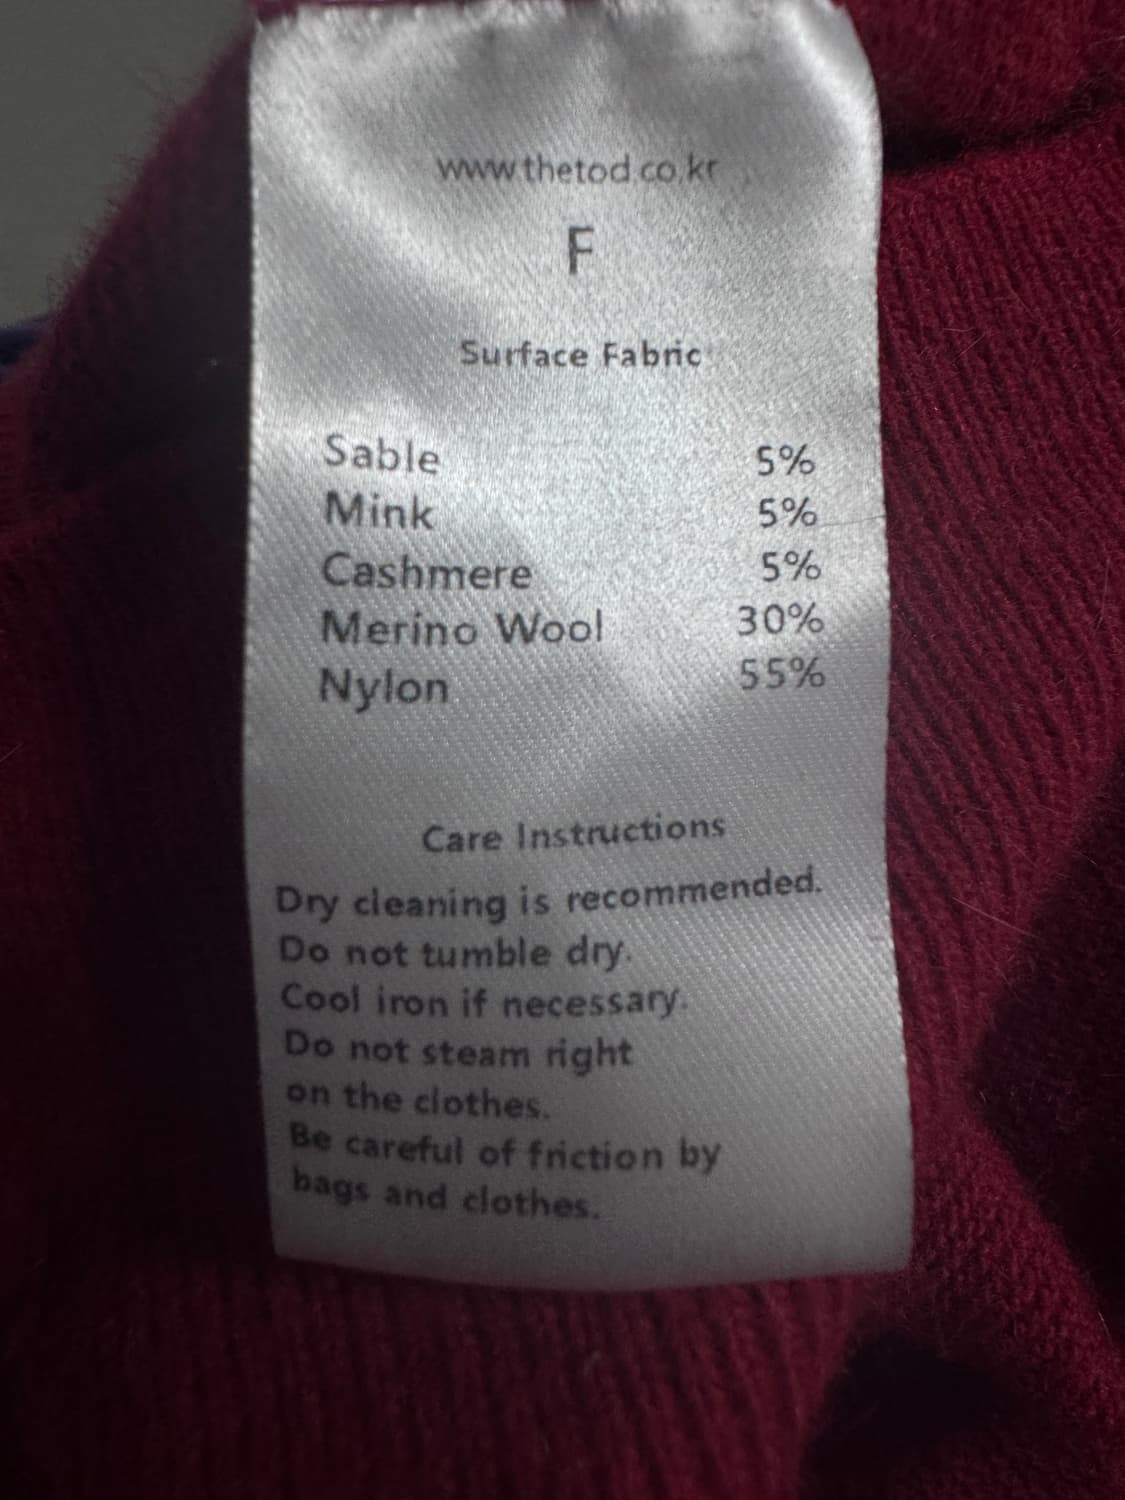 www.thetod.co.kr
F
Surface Fabric
Sable 5%
Mink 5%
Cashmere 5%
Merino Wool 30%
Nylon 55%
Care Instructions
Dry cleaning is recommended.
Do not tumble dry.
Cool iron if necessary.
Do not steam right
on the clothes.
Be careful of friction by
bags and clothes.